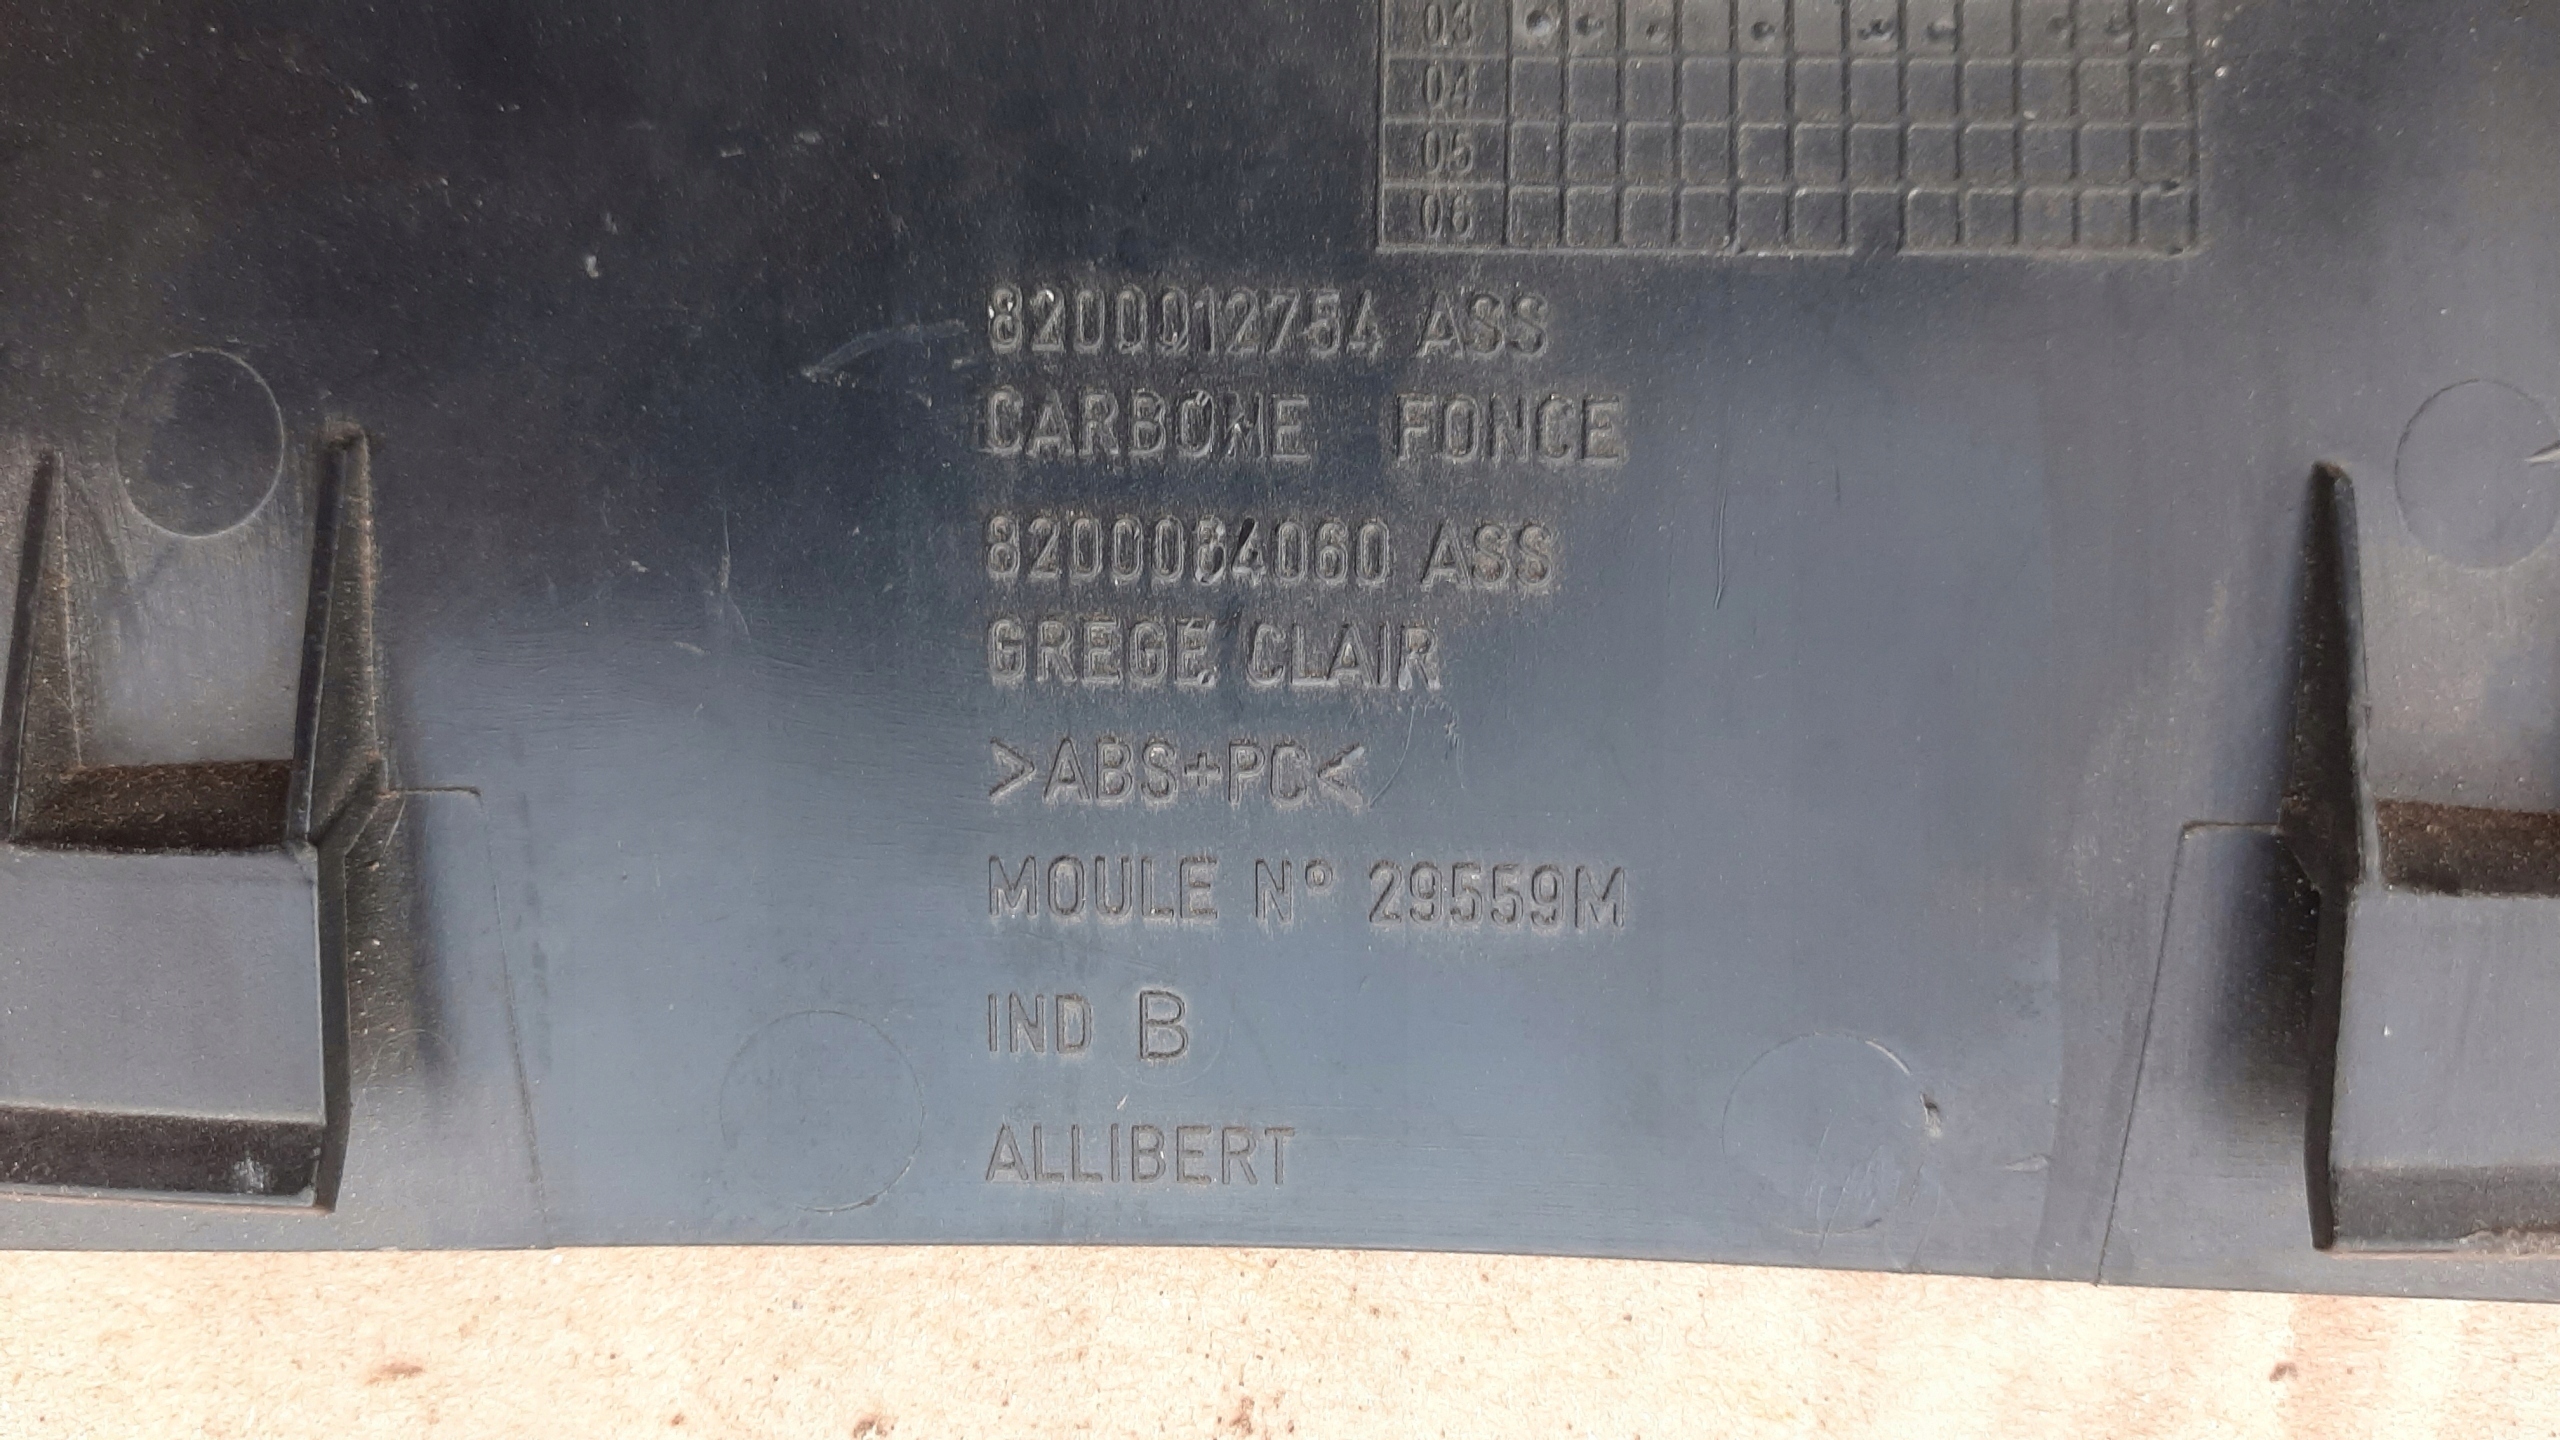 03
04
05
06
8200012754 ASS
CARBONE FONCE
8200084060 ASS
GREGE CLAIR
>ABS+PC<
MOULE N° 29559M
IND B
ALLIBERT